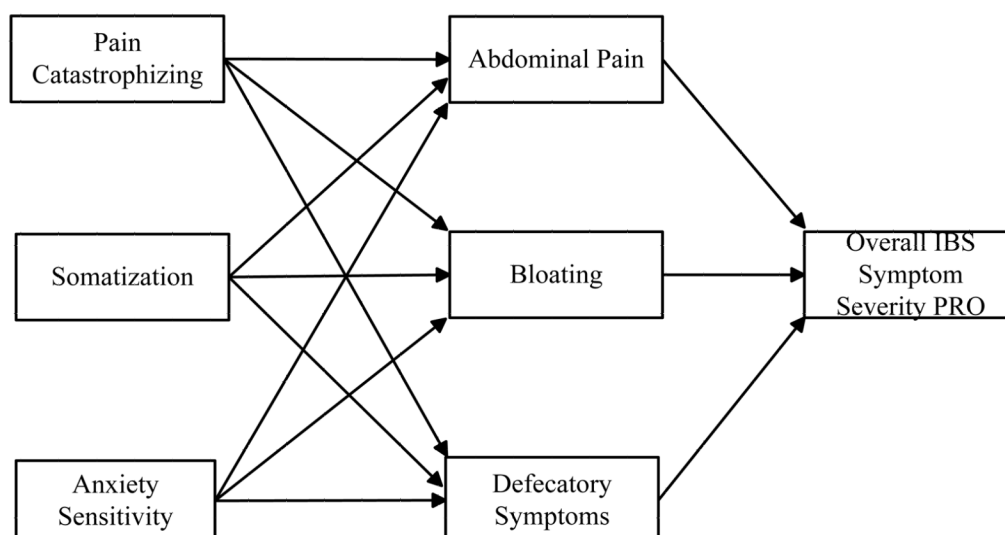 Pain
Catastrophizing
Abdominal Pain
Somatization
Bloating
Overall IBS
Symptom
Severity PRO
Anxiety
Sensitivity
Defecatory
Symptoms